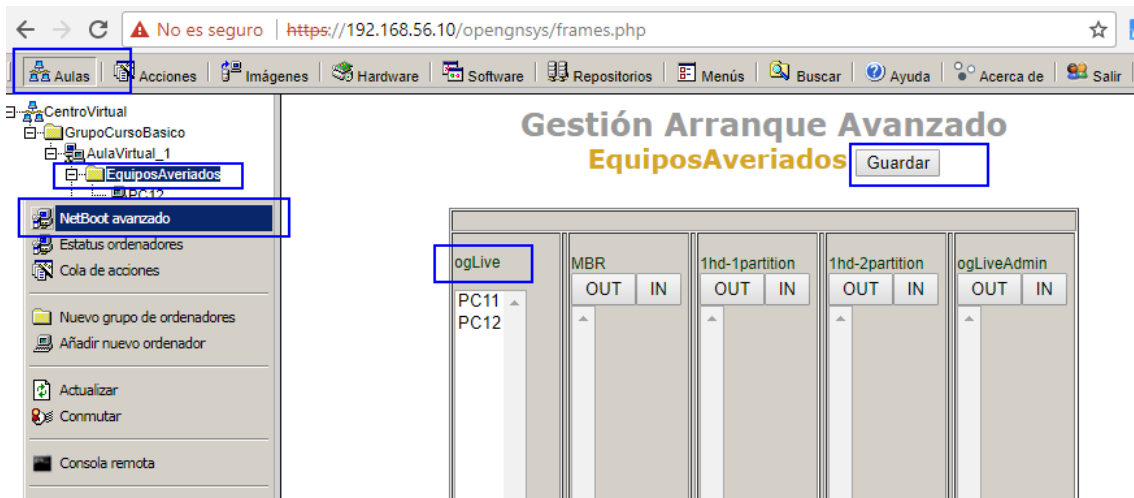 No es seguro | https://192.168.56.10/opengnsys/frames.php
Aulas Acciones Imágenes Hardware Software Repositorios Menús Buscar Ayuda Acerca de Salir
CentroVirtual
GrupoCursoBasico
AulaVirtual_1
EquiposAveriados
PC12
NetBoot avanzado
Estatus ordenadores
Cola de acciones
Nuevo grupo de ordenadores
Añadir nuevo ordenador
Actualizar
Conmutar
Consola remota
Gestión Arranque Avanzado
EquiposAveriados Guardar
ogLive MBR 1hd-1partition 1hd-2partition ogLiveAdmin
OUT IN OUT IN OUT IN OUT IN
PC11
PC12